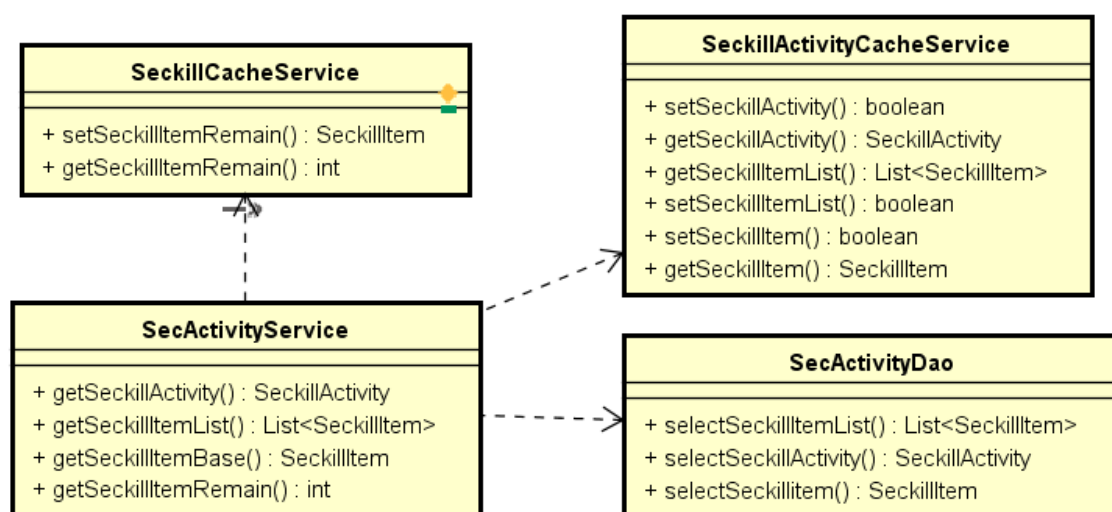 SeckillCacheService
+ setSeckillItemRemain() : SeckillItem
+ getSeckillItemRemain() : int
SeckillActivityCacheService
+ setSeckillActivity() : boolean
+ getSeckillActivity() : SeckillActivity
+ getSeckillItemList() : List<SeckillItem>
+ setSeckillItemList() : boolean
+ setSeckillItem() : boolean
+ getSeckillItem() : SeckillItem
SecActivityService
+ getSeckillActivity() : SeckillActivity
+ getSeckillItemList() : List<SeckillItem>
+ getSeckillItemBase() : SeckillItem
+ getSeckillItemRemain() : int
SecActivityDao
+ selectSeckillItemList() : List<SeckillItem>
+ selectSeckillActivity() : SeckillActivity
+ selectSeckillitem() : SeckillItem